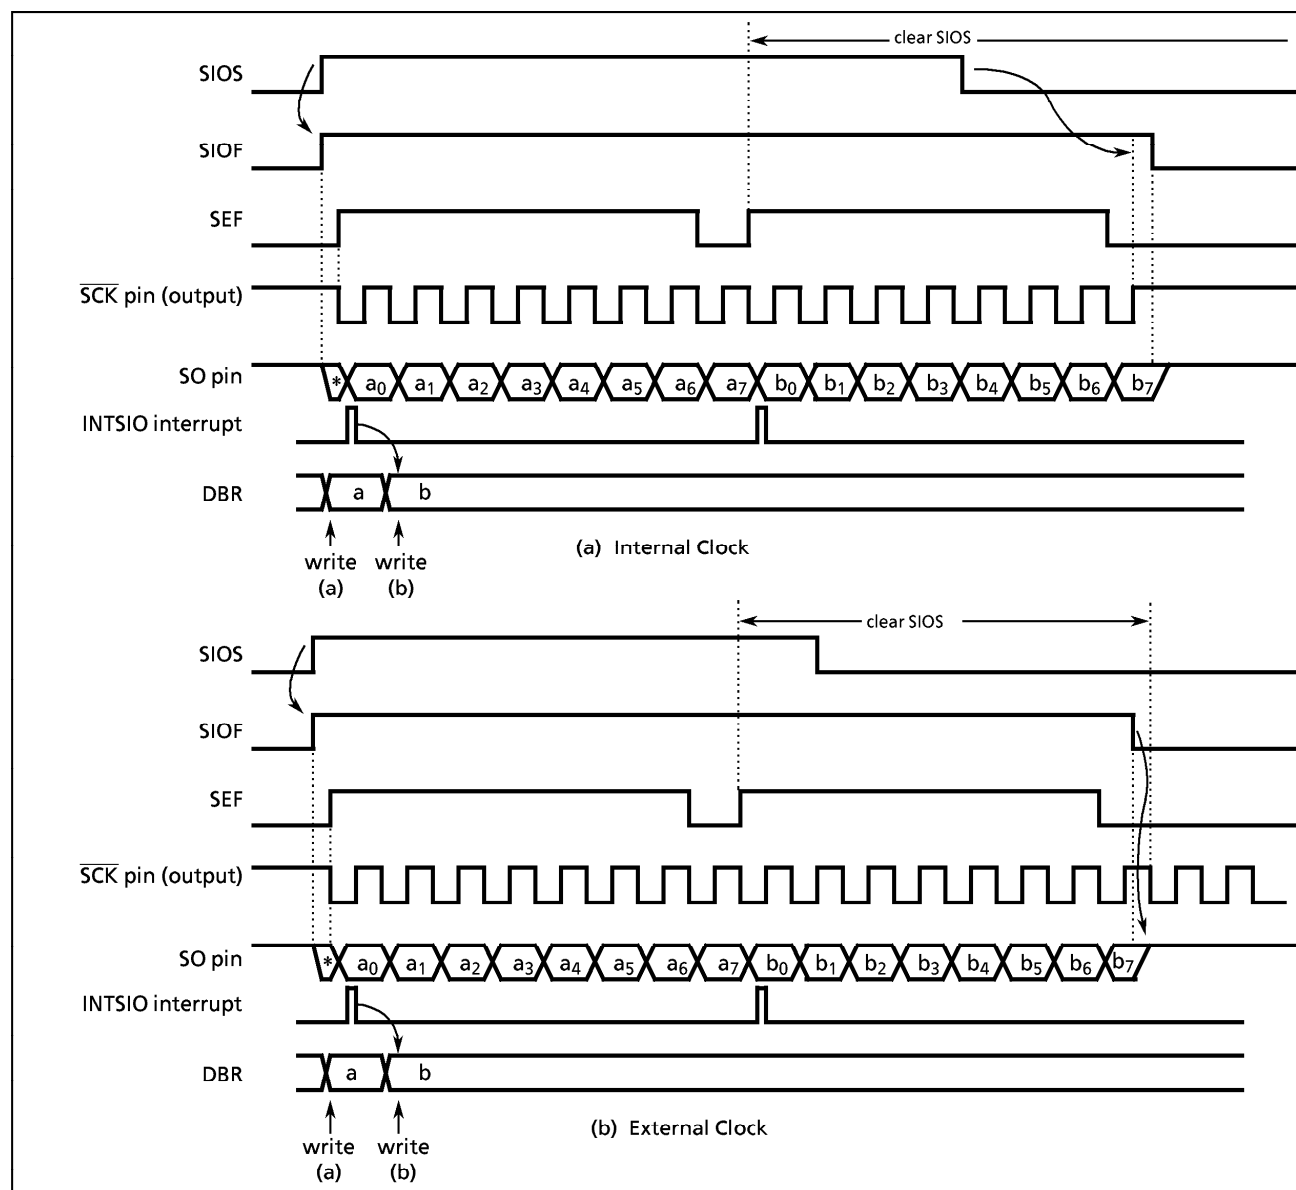 clear SIOS
SIOS
SIOF
SEF
SCK pin (output)
SO pin * a0 a1 a2 a3 a4 a5 a6 a7 b0 b1 b2 b3 b4 b5 b6 b7
INTSIO interrupt
DBR a b
(a) Internal Clock
write write
(a) (b)
clear SIOS
SIOS
SIOF
SEF
SCK pin (output)
SO pin * a0 a1 a2 a3 a4 a5 a6 a7 b0 b1 b2 b3 b4 b5 b6 b7
INTSIO interrupt
DBR a b
(b) External Clock
write write
(a) (b)